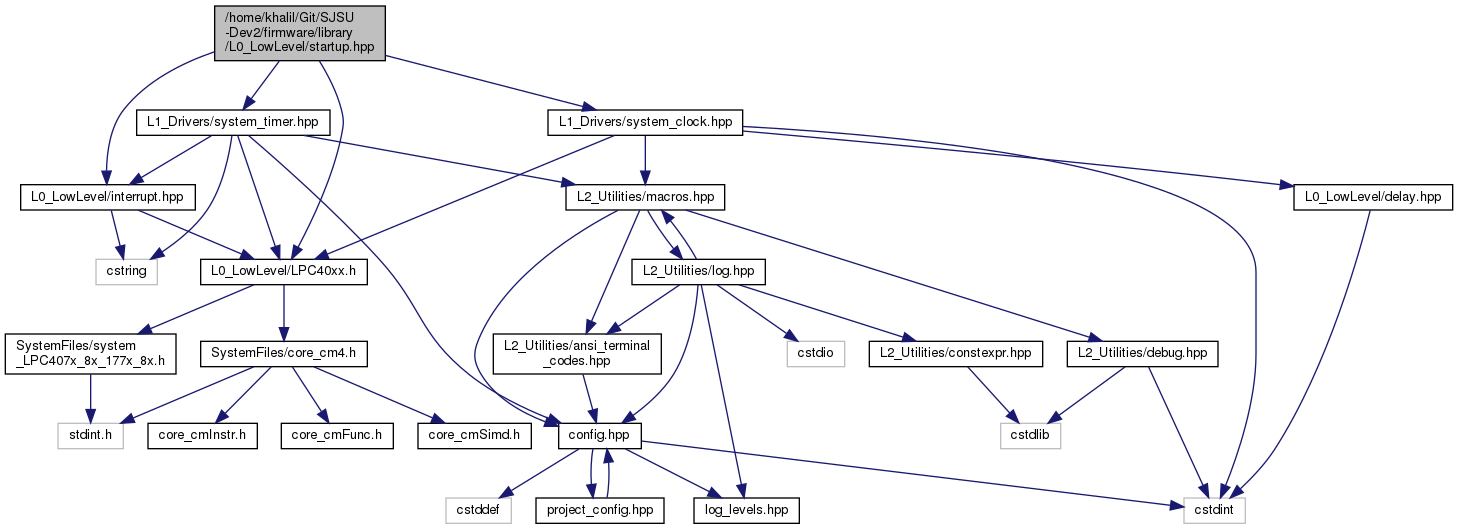 /home/khalil/Git/SJSU
-Dev2/firmware/library
/L0_LowLevel/startup.hpp
L1_Drivers/system_timer.hpp
L1_Drivers/system_clock.hpp
L0_LowLevel/interrupt.hpp
L2_Utilities/macros.hpp
L0_LowLevel/delay.hpp
cstring
L0_LowLevel/LPC40xx.h
L2_Utilities/log.hpp
SystemFiles/system
_LPC407x_8x_177x_8x.h
SystemFiles/core_cm4.h
L2_Utilities/ansi_terminal
_codes.hpp
cstdio
L2_Utilities/constexpr.hpp
L2_Utilities/debug.hpp
stdint.h
core_cmInstr.h
core_cmFunc.h
core_cmSimd.h
config.hpp
cstdlib
cstddef
project_config.hpp
log_levels.hpp
cstdint